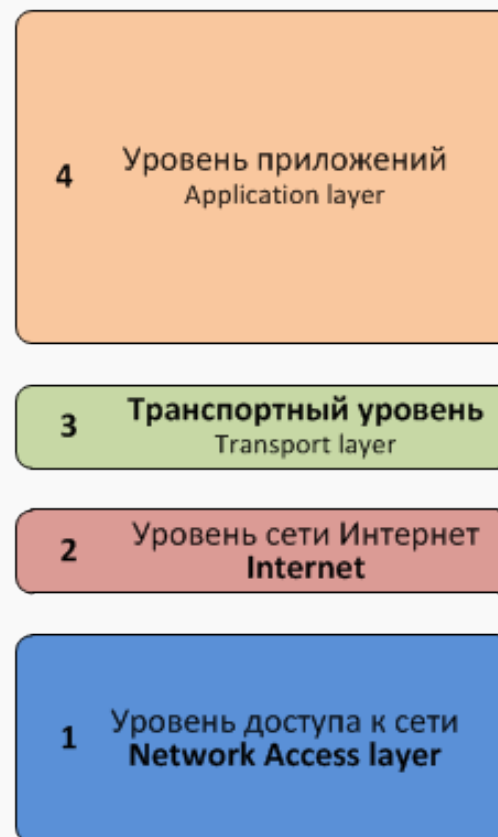 4
Уровень приложений
Application layer
3
Транспортный уровень
Transport layer
2
Уровень сети Интернет
Internet
1
Уровень доступа к сети
Network Access layer